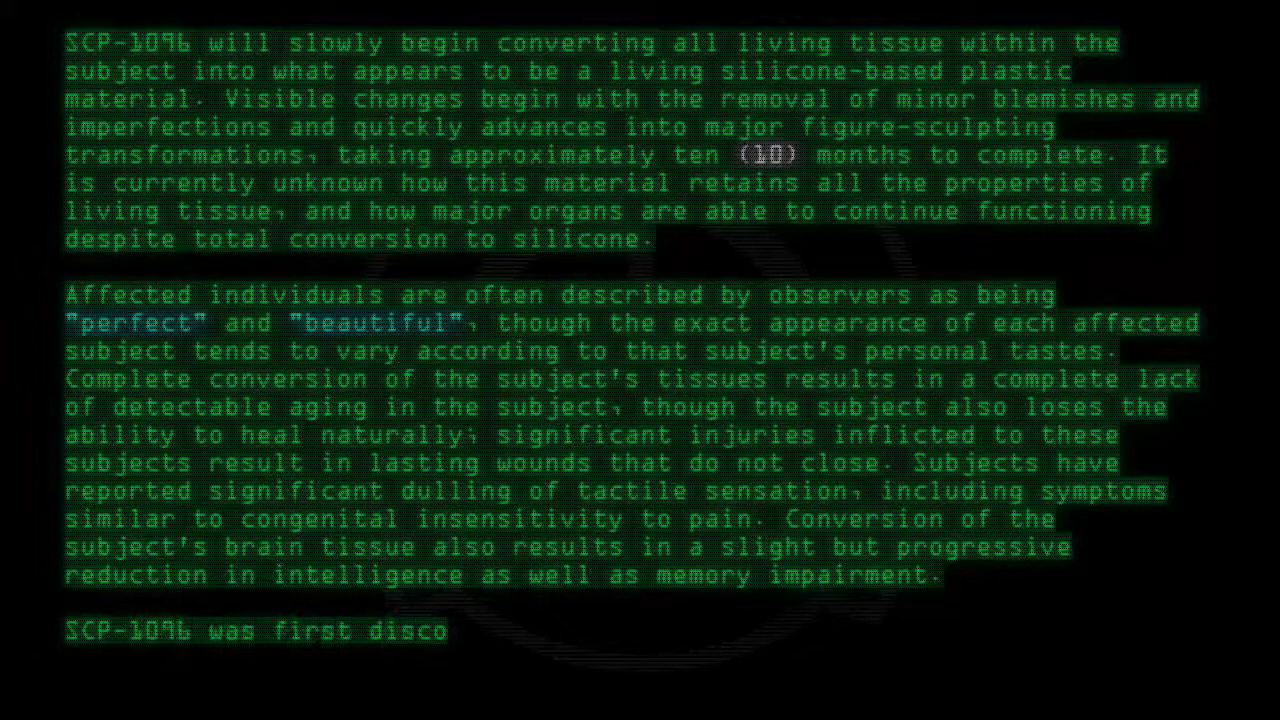 SCP-1096 will slowly begin converting all living tissue within the
subject into what appears to be a living silicone-based plastic
material. Visible changes begin with the removal of minor blemishes and
imperfections and quickly advances into major figure-sculpting
transformations, taking approximately ten (10) months to complete. It
is currently unknown how this material retains all the properties of
living tissue, and how major organs are able to continue functioning
despite total conversion to silicone.
Affected individuals are often described by observers as being
"perfect" and "beautiful", though the exact appearance of each affected
subject tends to vary according to that subject's personal tastes.
Complete conversion of the subject's tissues results in a complete lack
of detectable aging in the subject, though the subject also loses the
ability to heal naturally; significant injuries inflicted to these
subjects result in lasting wounds that do not close. Subjects have
reported significant dulling of tactile sensation, including symptoms
similar to congenital insensitivity to pain. Conversion of the
subject's brain tissue also results in a slight but progressive
reduction in intelligence as well as memory impairment.
SCP-1096 was first disco